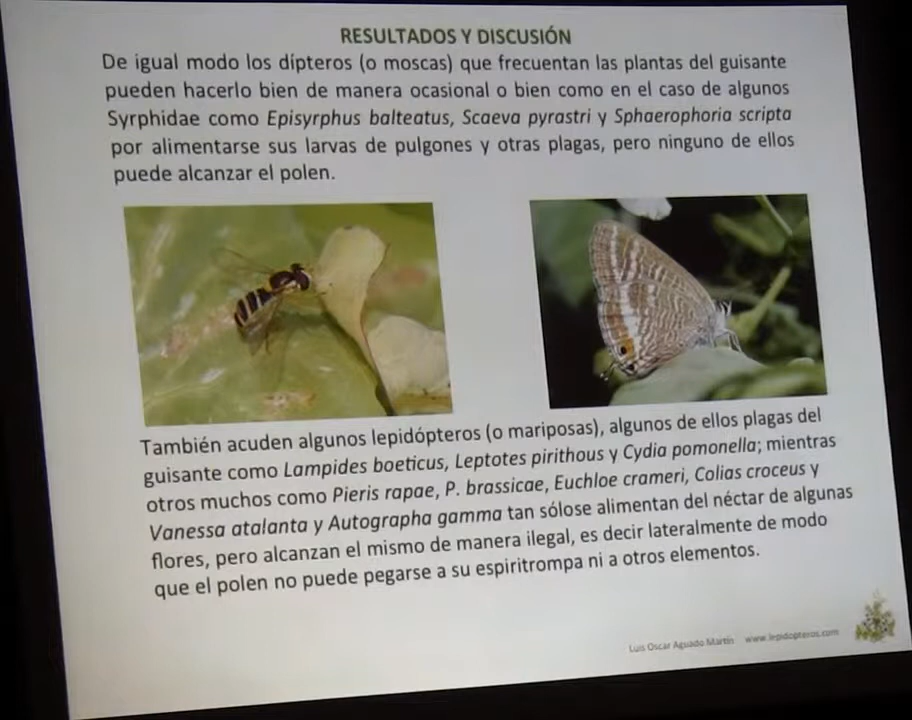 RESULTADOS Y DISCUSIÓN
De igual modo los dípteros (o moscas) que frecuentan las plantas del guisante
pueden hacerlo bien de manera ocasional o bien como en el caso de algunos
Syrphidae como Episyrphus balteatus, Scaeva pyrastri y Sphaerophoria scripta
por alimentarse sus larvas de pulgones y otras plagas, pero ninguno de ellos
puede alcanzar el polen.
También acuden algunos lepidópteros (o mariposas), algunos de ellos plagas del
guisante como Lampides boeticus, Leptotes pirithous y Cydia pomonella; mientras
otros muchos como Pieris rapae, P. brassicae, Euchloe crameri, Colias croceus y
Vanessa atalanta y Autographa gamma tan sólose alimentan del néctar de algunas
flores, pero alcanzan el mismo de manera ilegal, es decir lateralmente de modo
que el polen no puede pegarse a su espiritrompa ni a otros elementos.
Luis Oscar Aguado Martín www.lepidopteros.com